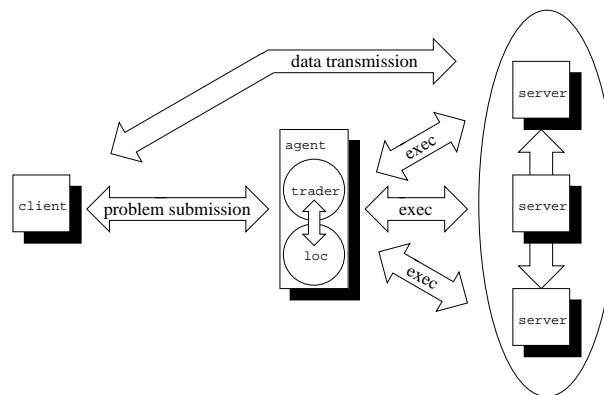 data transmission
server
agent
exec
trader
client
problem submission
exec
server
loc
exec
server